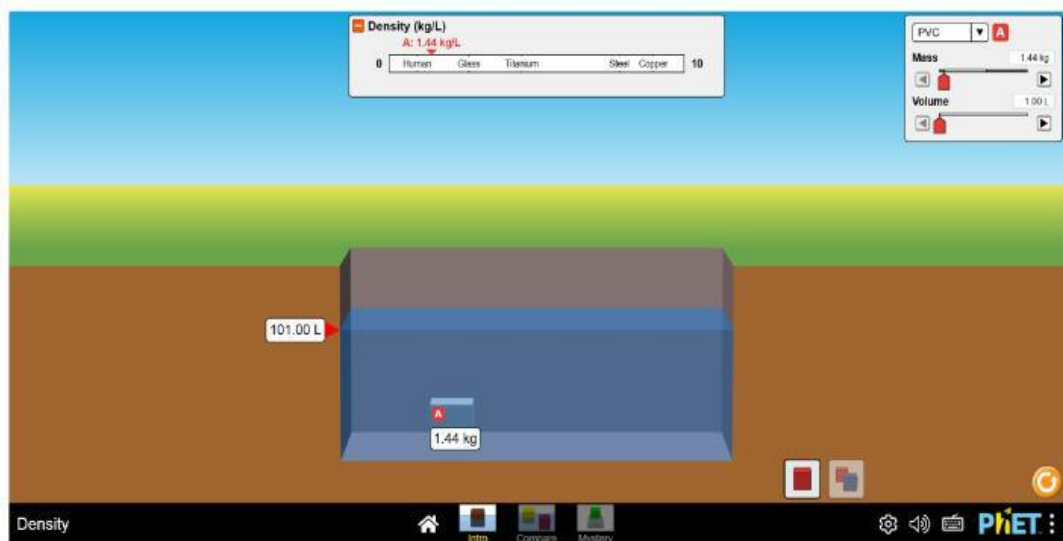 Density (kg/L)
A: 1.44 kg/L
0 Human Glass Titanium Steel Copper 10
PVC A
Mass 1.44 kg
Volume 1.00 L
101.00 L
A
1.44 kg
Density
Intro Compare Mystery
PhET